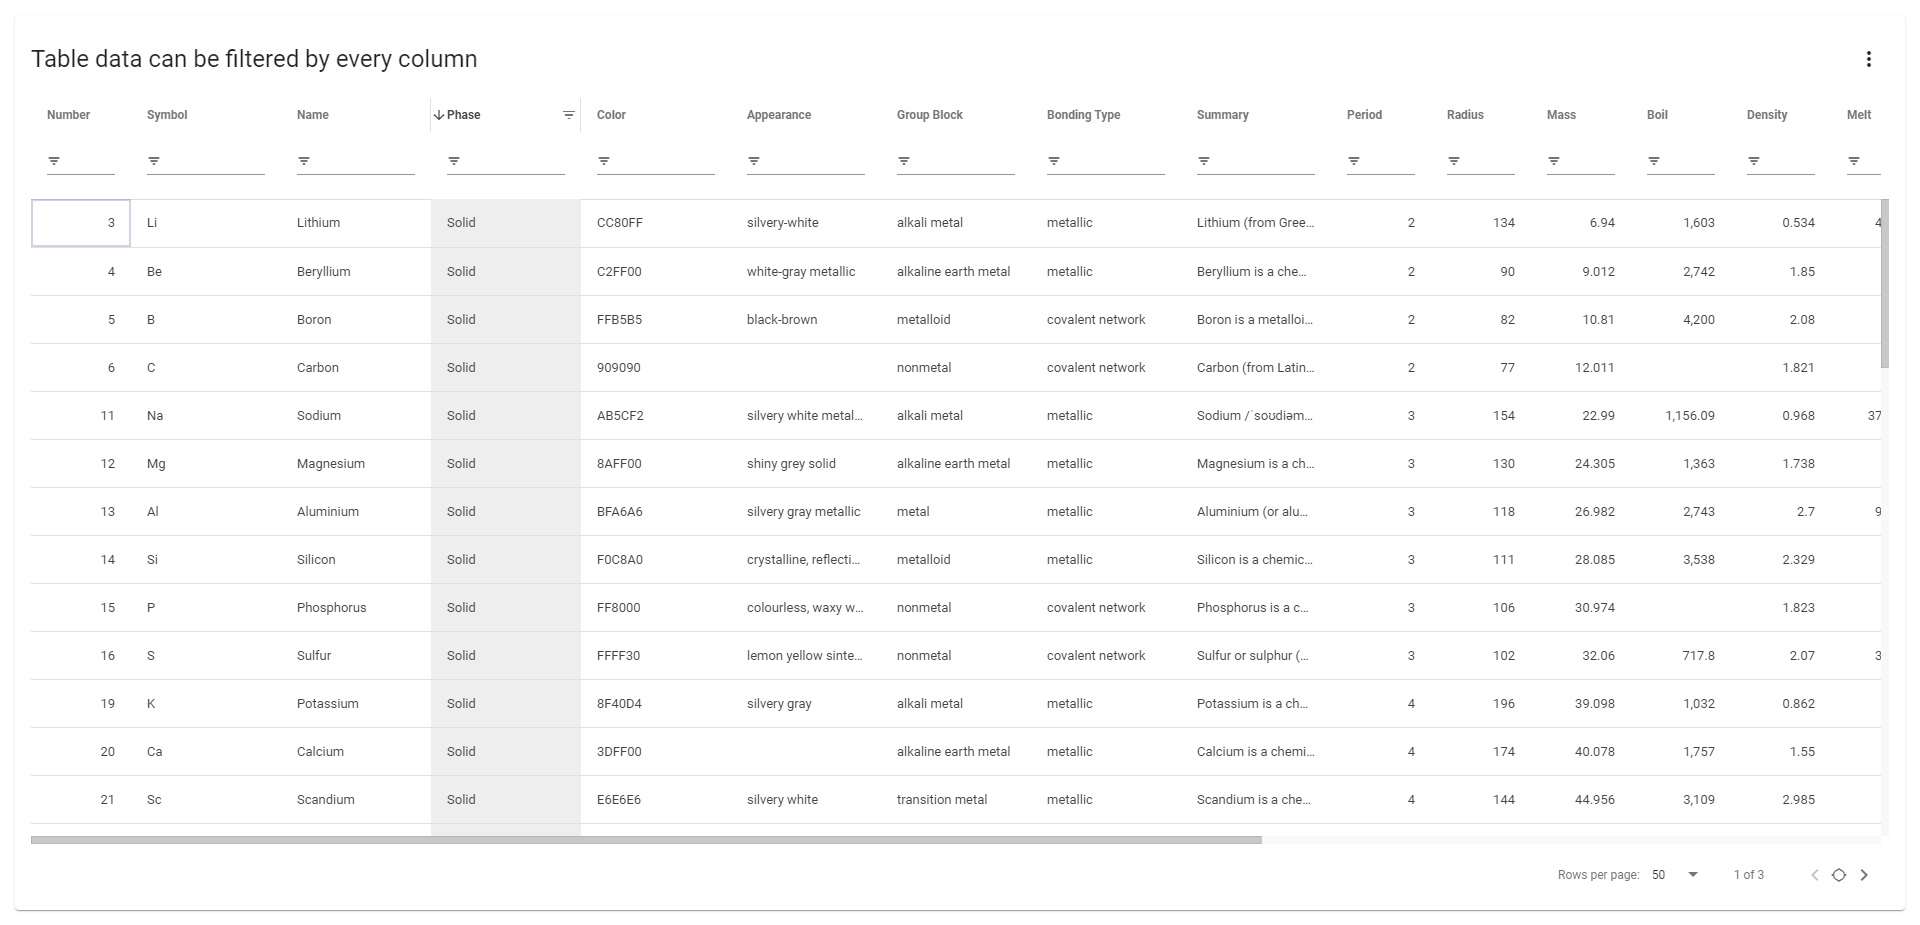 Table data can be filtered by every column
Number Symbol Name Phase Color Appearance Group Block Bonding Type Summary Period Radius Mass Boil Density Melt
3 Li Lithium Solid CC80FF silvery-white alkali metal metallic Lithium (from Gree... 2 134 6.94 1,603 0.534 4
4 Be Beryllium Solid C2FF00 white-gray metallic alkaline earth metal metallic Beryllium is a che... 2 90 9.012 2,742 1.85
5 B Boron Solid FFB5B5 black-brown metalloid covalent network Boron is a metalloi... 2 82 10.81 4,200 2.08
6 C Carbon Solid 909090 nonmetal covalent network Carbon (from Latin... 2 77 12.011 1.821
11 Na Sodium Solid AB5CF2 silvery white metal... alkali metal metallic Sodium /ˈsoʊdiəm... 3 154 22.99 1,156.09 0.968 37
12 Mg Magnesium Solid 8AFF00 shiny grey solid alkaline earth metal metallic Magnesium is a ch... 3 130 24.305 1,363 1.738
13 Al Aluminium Solid BFA6A6 silvery gray metallic metal metallic Aluminium (or alu... 3 118 26.982 2,743 2.7 9
14 Si Silicon Solid F0C8A0 crystalline, reflecti... metalloid metallic Silicon is a chemic... 3 111 28.085 3,538 2.329
15 P Phosphorus Solid FF8000 colourless, waxy w... nonmetal covalent network Phosphorus is a c... 3 106 30.974 1.823
16 S Sulfur Solid FFFF30 lemon yellow sinte... nonmetal covalent network Sulfur or sulphur (... 3 102 32.06 717.8 2.07 3
19 K Potassium Solid 8F40D4 silvery gray alkali metal metallic Potassium is a ch... 4 196 39.098 1,032 0.862
20 Ca Calcium Solid 3DFF00 alkaline earth metal metallic Calcium is a chemi... 4 174 40.078 1,757 1.55
21 Sc Scandium Solid E6E6E6 silvery white transition metal metallic Scandium is a che... 4 144 44.956 3,109 2.985
Rows per page: 50 1 of 3